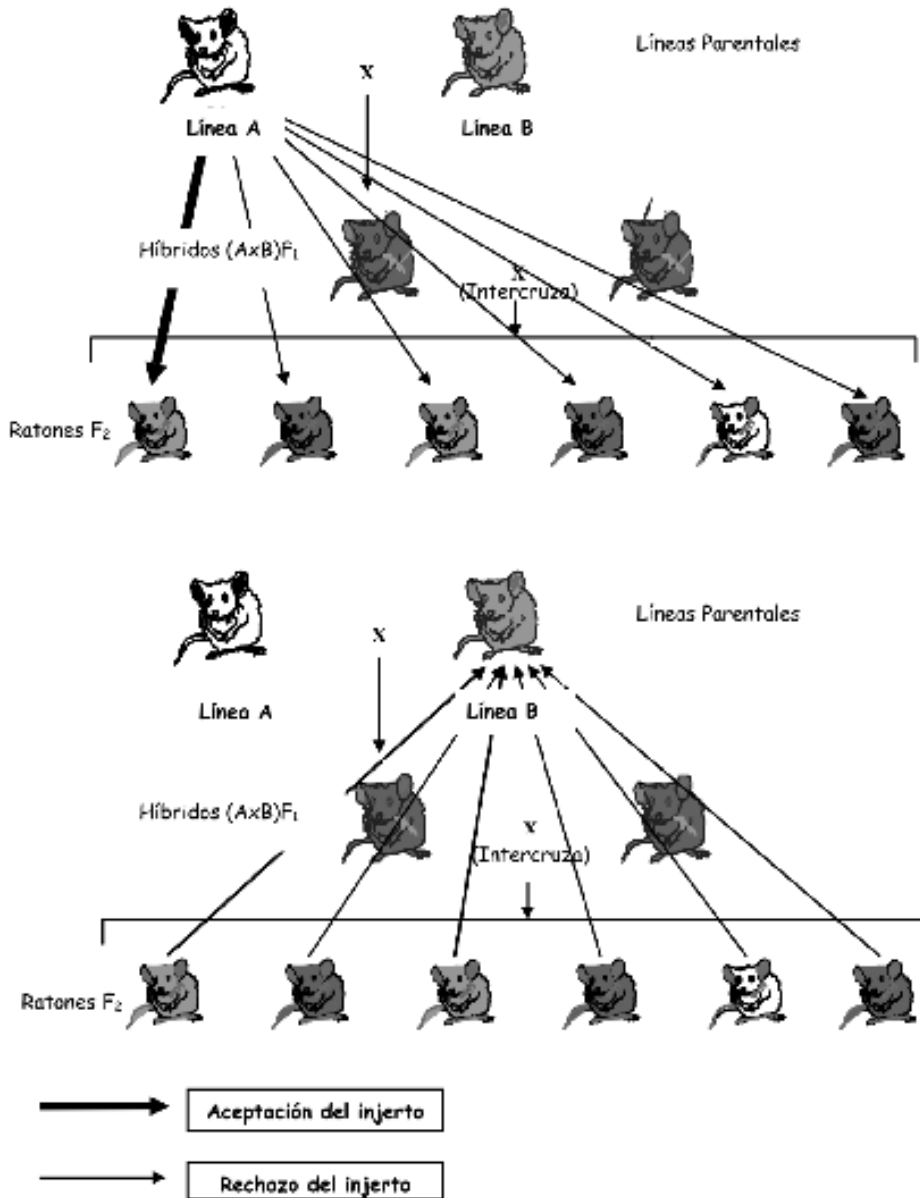 Líneas Parentales
X
Línea A
Línea B
Híbridos (AxB)F₁
X
(Intercruza)
Ratones F₂
Líneas Parentales
X
Línea A
Línea B
Híbridos (AxB)F₁
X
(Intercruza)
Ratones F₂
Aceptación del injerto
Rechazo del injerto